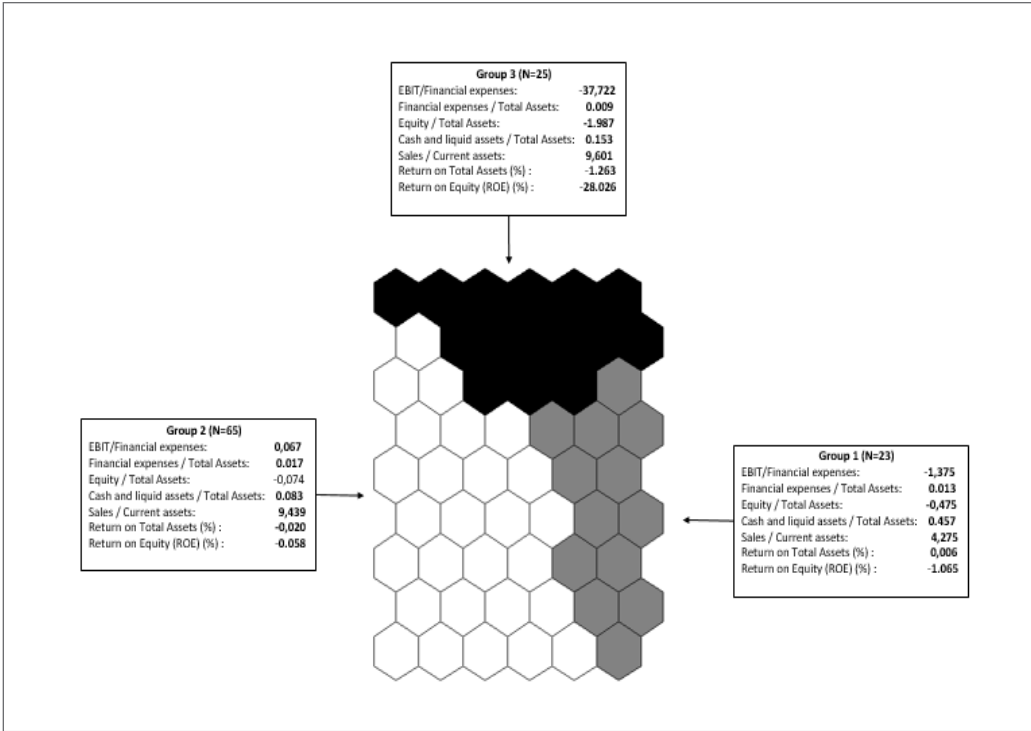 Group 3 (N=25)
EBIT/Financial expenses: -37,722
Financial expenses / Total Assets: 0.009
Equity / Total Assets: -1.987
Cash and liquid assets / Total Assets: 0.153
Sales / Current assets: 9,601
Return on Total Assets (%) : -1.263
Return on Equity (ROE) (%) : -28.026
Group 2 (N=65)
EBIT/Financial expenses: 0,067
Financial expenses / Total Assets: 0.017
Equity / Total Assets: -0,074
Cash and liquid assets / Total Assets: 0.083
Sales / Current assets: 9,439
Return on Total Assets (%) : -0,020
Return on Equity (ROE) (%) : -0.058
Group 1 (N=23)
EBIT/Financial expenses: -1,375
Financial expenses / Total Assets: 0.013
Equity / Total Assets: -0,475
Cash and liquid assets / Total Assets: 0.457
Sales / Current assets: 4,275
Return on Total Assets (%) : 0,006
Return on Equity (ROE) (%) : -1.065